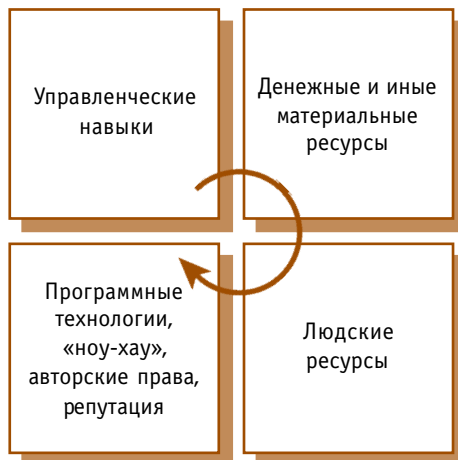 Управленческие
навыки
Денежные и иные
материальные
ресурсы
Программные
технологии,
«ноу-хау»,
авторские права,
репутация
Людские
ресурсы